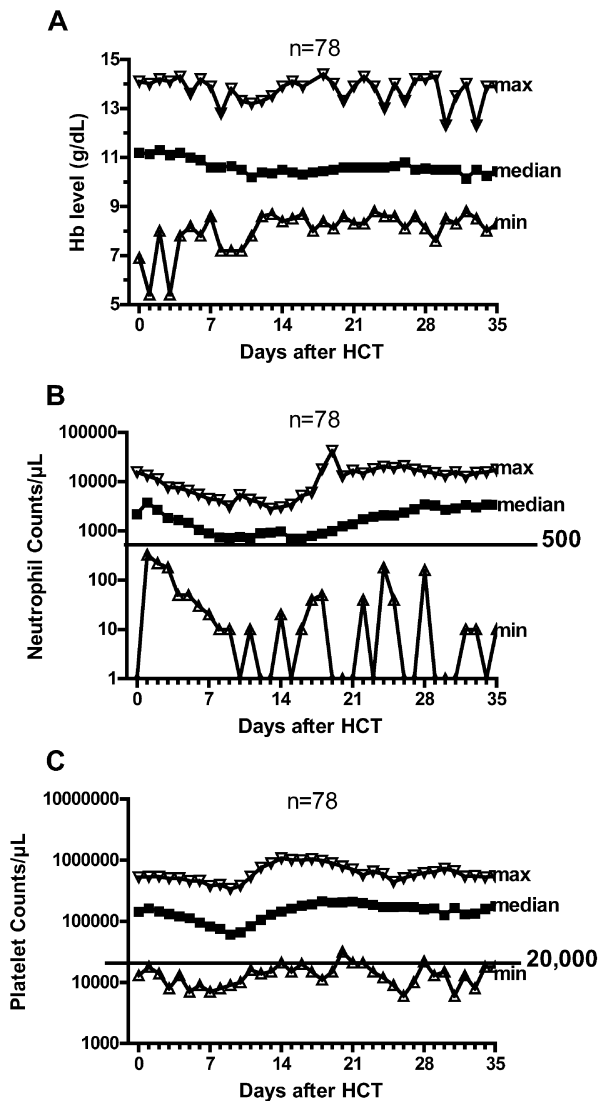 A
n=78
15
13
11
9
7
5
Hb level (g/dL)
max
median
min
0 7 14 21 28 35
Days after HCT
B
n=78
100000
10000
1000
100
10
1
Neutrophil Counts/µL
max
median
500
min
0 7 14 21 28 35
Days after HCT
C
n=78
10000000
1000000
100000
10000
1000
Platelet Counts/µL
max
median
20,000
min
0 7 14 21 28 35
Days after HCT